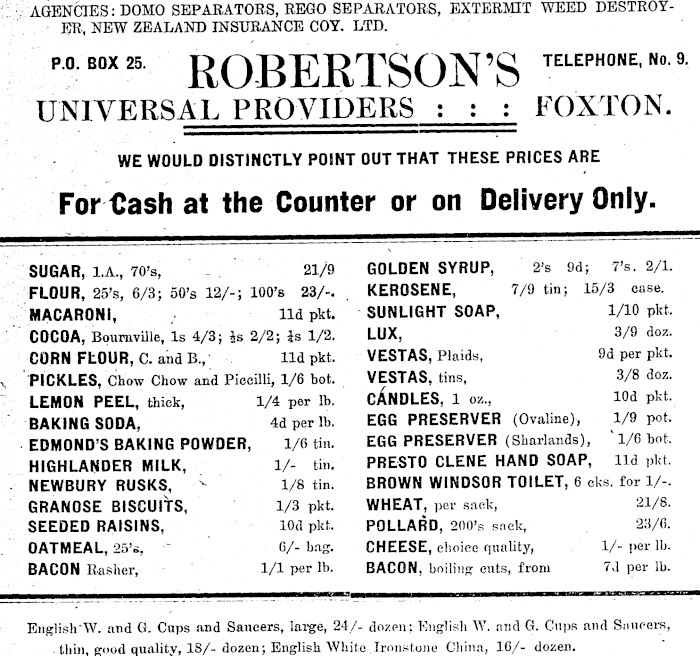 AGENCIES: DOMO SEPARATORS, REGO SEPARATORS, EXTERMIT WEED DESTROY-
ER, NEW ZEALAND INSURANCE COY. LTD.
P.O. BOX 25.
ROBERTSON'S
TELEPHONE, No. 9.
UNIVERSAL PROVIDERS : : : FOXTON.
WE WOULD DISTINCTLY POINT OUT THAT THESE PRICES ARE
For Cash at the Counter or on Delivery Only.
SUGAR, 1.A., 70's, 21/9
FLOUR, 25's, 6/3; 50's 12/-; 100's 23/-.
MACARONI, 11d pkt.
COCOA, Bournville, 1s 4/3; ½s 2/2; ¼s 1/2.
CORN FLOUR, C. and B., 11d pkt.
PICKLES, Chow Chow and Piccilli, 1/6 bot.
LEMON PEEL, thick, 1/4 per lb.
BAKING SODA, 4d per lb.
EDMOND'S BAKING POWDER, 1/6 tin.
HIGHLANDER MILK, 1/- tin.
NEWBURY RUSKS, 1/8 tin.
GRANOSE BISCUITS, 1/3 pkt.
SEEDED RAISINS, 10d pkt.
OATMEAL, 25's, 6/- bag.
BACON Rasher, 1/1 per lb.
GOLDEN SYRUP, 2's 9d; 7's. 2/1.
KEROSENE, 7/9 tin; 15/3 case.
SUNLIGHT SOAP, 1/10 pkt.
LUX, 3/9 doz.
VESTAS, Plaids, 9d per pkt.
VESTAS, tins, 3/8 doz.
CANDLES, 1 oz., 10d pkt.
EGG PRESERVER (Ovaline), 1/9 pot.
EGG PRESERVER (Sharlands), 1/6 bot.
PRESTO CLENE HAND SOAP, 11d pkt.
BROWN WINDSOR TOILET, 6 cks. for 1/-.
WHEAT, per sack, 21/8.
POLLARD, 200's sack, 23/6.
CHEESE, choice quality, 1/- per lb.
BACON, boiling cuts, from 7d per lb.
English W. and G. Cups and Saucers, large, 24/- dozen; English W. and G. Cups and Saucers,
thin, good quality, 18/- dozen; English White Ironstone China, 16/- dozen.